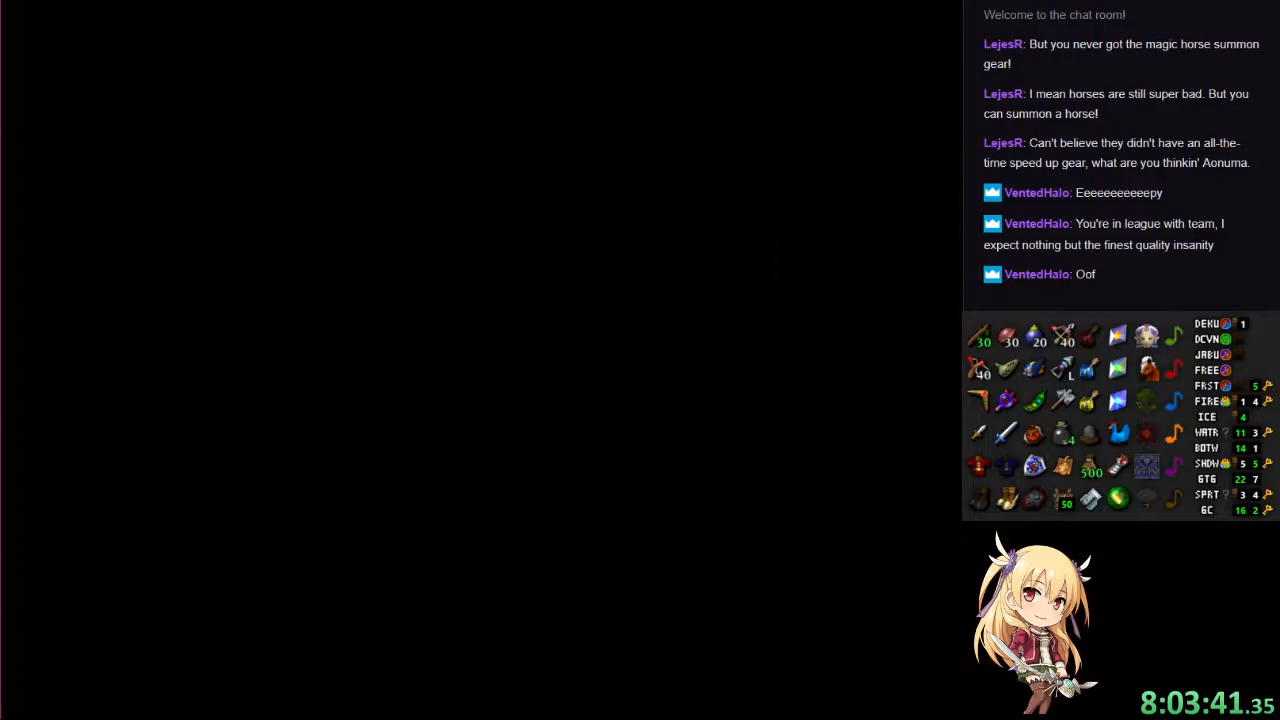 Welcome to the chat room!
LejesR: But you never got the magic horse summon
gear!
LejesR: I mean horses are still super bad. But you
can summon a horse!
LejesR: Can't believe they didn't have an all-the-
time speed up gear, what are you thinkin' Aonuma.
VentedHalo: Eeeeeeeeeeepy
VentedHalo: You're in league with team, I
expect nothing but the finest quality insanity
VentedHalo: Oof
30 30 20 40
40 L
4
500
50
DEKU 1
DCVN
JABU
FREE
FRST 5
FIRE 1 4
ICE 4
WATR ? 11 3
BOTW 14 1
SHDW 5 5
GTG 22 7
SPRT ? 3 4
GC 16 2
8:03:41.35